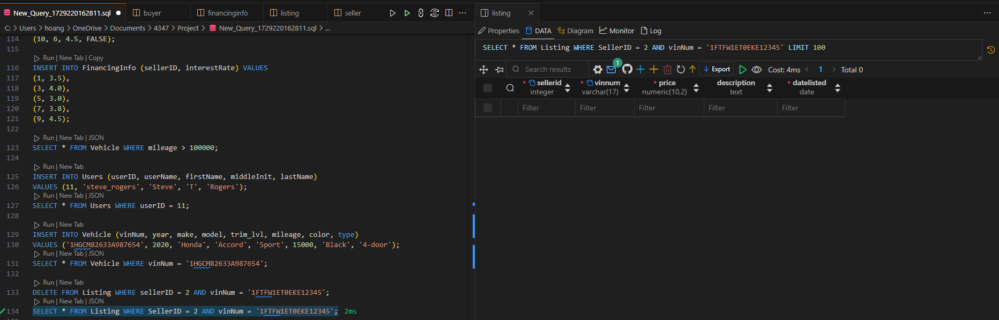 New_Query_1729220162811.sql
buyer
financinginfo
listing
seller
C: > Users > hoang > OneDrive > Documents > 4347 > Project > New_Query_1729220162811.sql > ...
114 (10, 6, 4.5, FALSE);
115
Run | New Tab | Copy
116 INSERT INTO FinancingInfo (sellerID, interestRate) VALUES
117 (1, 3.5),
118 (3, 4.0),
119 (5, 3.0),
120 (7, 3.8),
121 (9, 4.5);
122
Run | New Tab | JSON
123 SELECT * FROM Vehicle WHERE mileage > 100000;
124
Run | New Tab
125 INSERT INTO Users (userID, userName, firstName, middleInit, lastName)
126 VALUES (11, 'steve_rogers', 'Steve', 'T', 'Rogers');
Run | New Tab | JSON
127 SELECT * FROM Users WHERE userID = 11;
128
Run | New Tab
129 INSERT INTO Vehicle (vinNum, year, make, model, trim_lvl, mileage, color, type)
130 VALUES ('1HGCM82633A987654', 2020, 'Honda', 'Accord', 'Sport', 15000, 'Black', '4-door');
Run | New Tab | JSON
131 SELECT * FROM Vehicle WHERE vinNum = '1HGCM82633A987654';
132
Run | New Tab
133 DELETE FROM Listing WHERE sellerID = 2 AND vinNum = '1FTFW1ET0EKE12345';
Run | New Tab | JSON
134 SELECT * FROM Listing WHERE SellerID = 2 AND vinNum = '1FTFW1ET0EKE12345'; 2ms
listing
Properties DATA Diagram Monitor Log
SELECT * FROM Listing WHERE SellerID = 2 AND vinNum = '1FTFW1ET0EKE12345' LIMIT 100
Search results 1 Export Cost: 4ms < 1 > Total 0
* sellerid * vinnum * price description * datelisted
integer varchar(17) numeric(10,2) text date
Filter Filter Filter Filter Filter